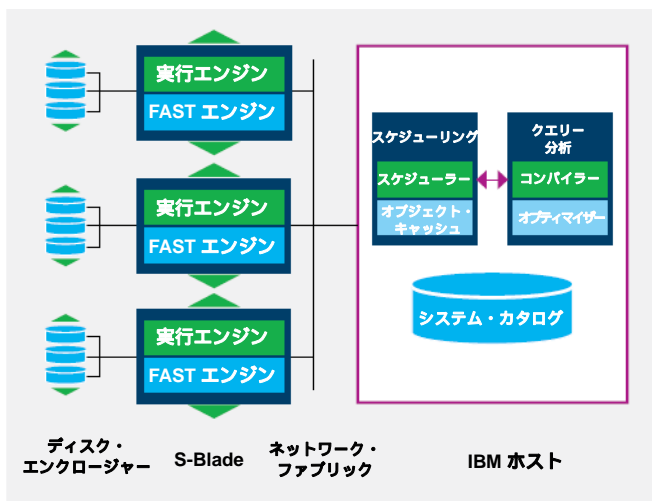 実行エンジン
FAST エンジン
実行エンジン
FAST エンジン
実行エンジン
FAST エンジン
スケジューリング
スケジューラー
オブジェクト・
キャッシュ
クエリー
分析
コンパイラー
オプティマイザー
システム・カタログ
ディスク・
エンクロージャー
S-Blade
ネットワーク・
ファブリック
IBM ホスト